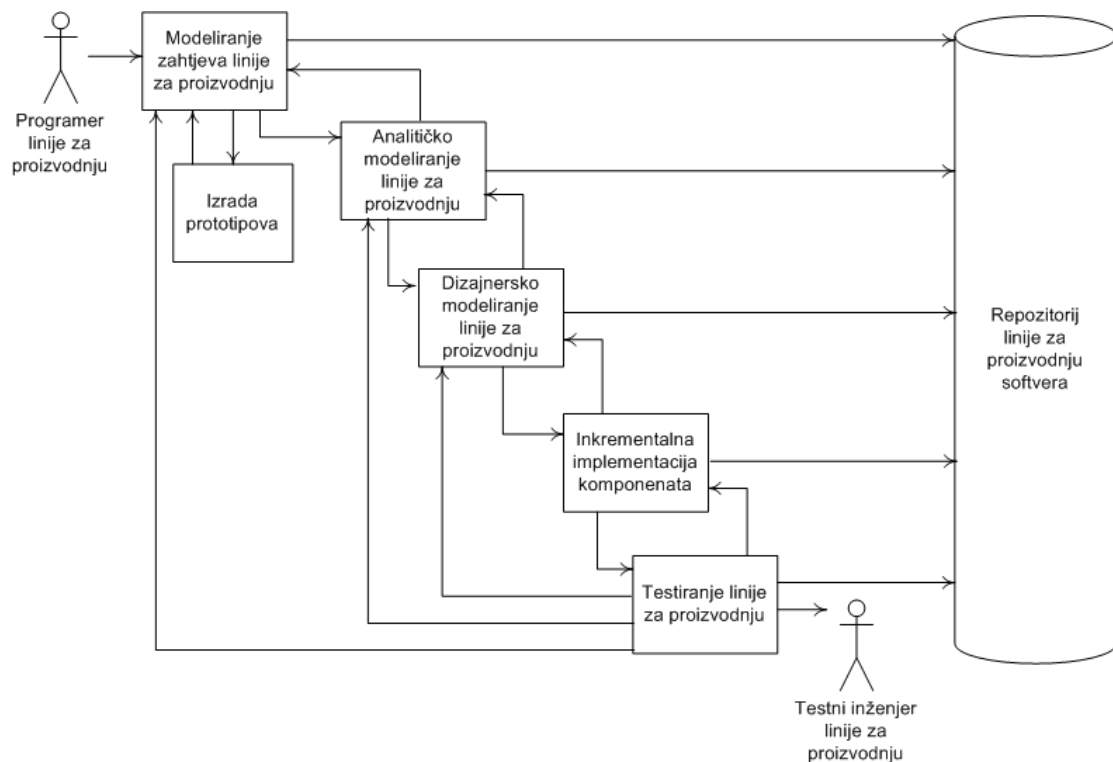 Modeliranje
zahtjeva linije
za proizvodnju
Programer
linije za
proizvodnju
Izrada
prototipova
Analitičko
modeliranje
linije za
proizvodnju
Dizajnersko
modeliranje
linije za
proizvodnju
Repozitorij
linije za
proizvodnju
softvera
Inkrementalna
implementacija
komponenata
Testiranje linije
za proizvodnju
Testni inženjer
linije za
proizvodnju